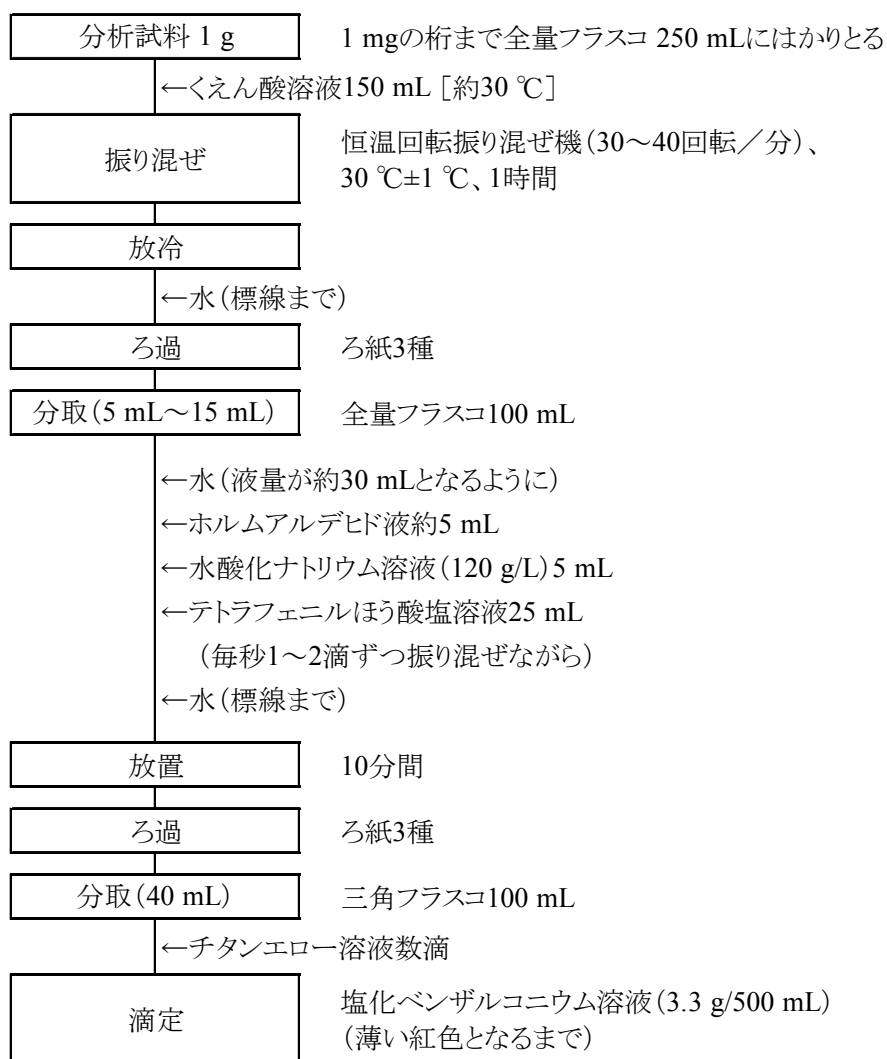 分析試料 1 g 1 mgの桁まで全量フラスコ 250 mLにはかりとる
←くえん酸溶液150 mL ［約30 ℃］
振り混ぜ
恒温回転振り混ぜ機（30～40回転／分）、
30 ℃±1 ℃、1時間
放冷
←水（標線まで）
ろ過 ろ紙3種
分取（5 mL～15 mL） 全量フラスコ100 mL
←水（液量が約30 mLとなるように）
←ホルムアルデヒド液約5 mL
←水酸化ナトリウム溶液（120 g/L）5 mL
←テトラフェニルほう酸塩溶液25 mL
（毎秒1～2滴ずつ振り混ぜながら）
←水（標線まで）
放置 10分間
ろ過 ろ紙3種
分取（40 mL） 三角フラスコ100 mL
←チタンエロー溶液数滴
滴定
塩化ベンザルコニウム溶液（3.3 g/500 mL）
（薄い紅色となるまで）